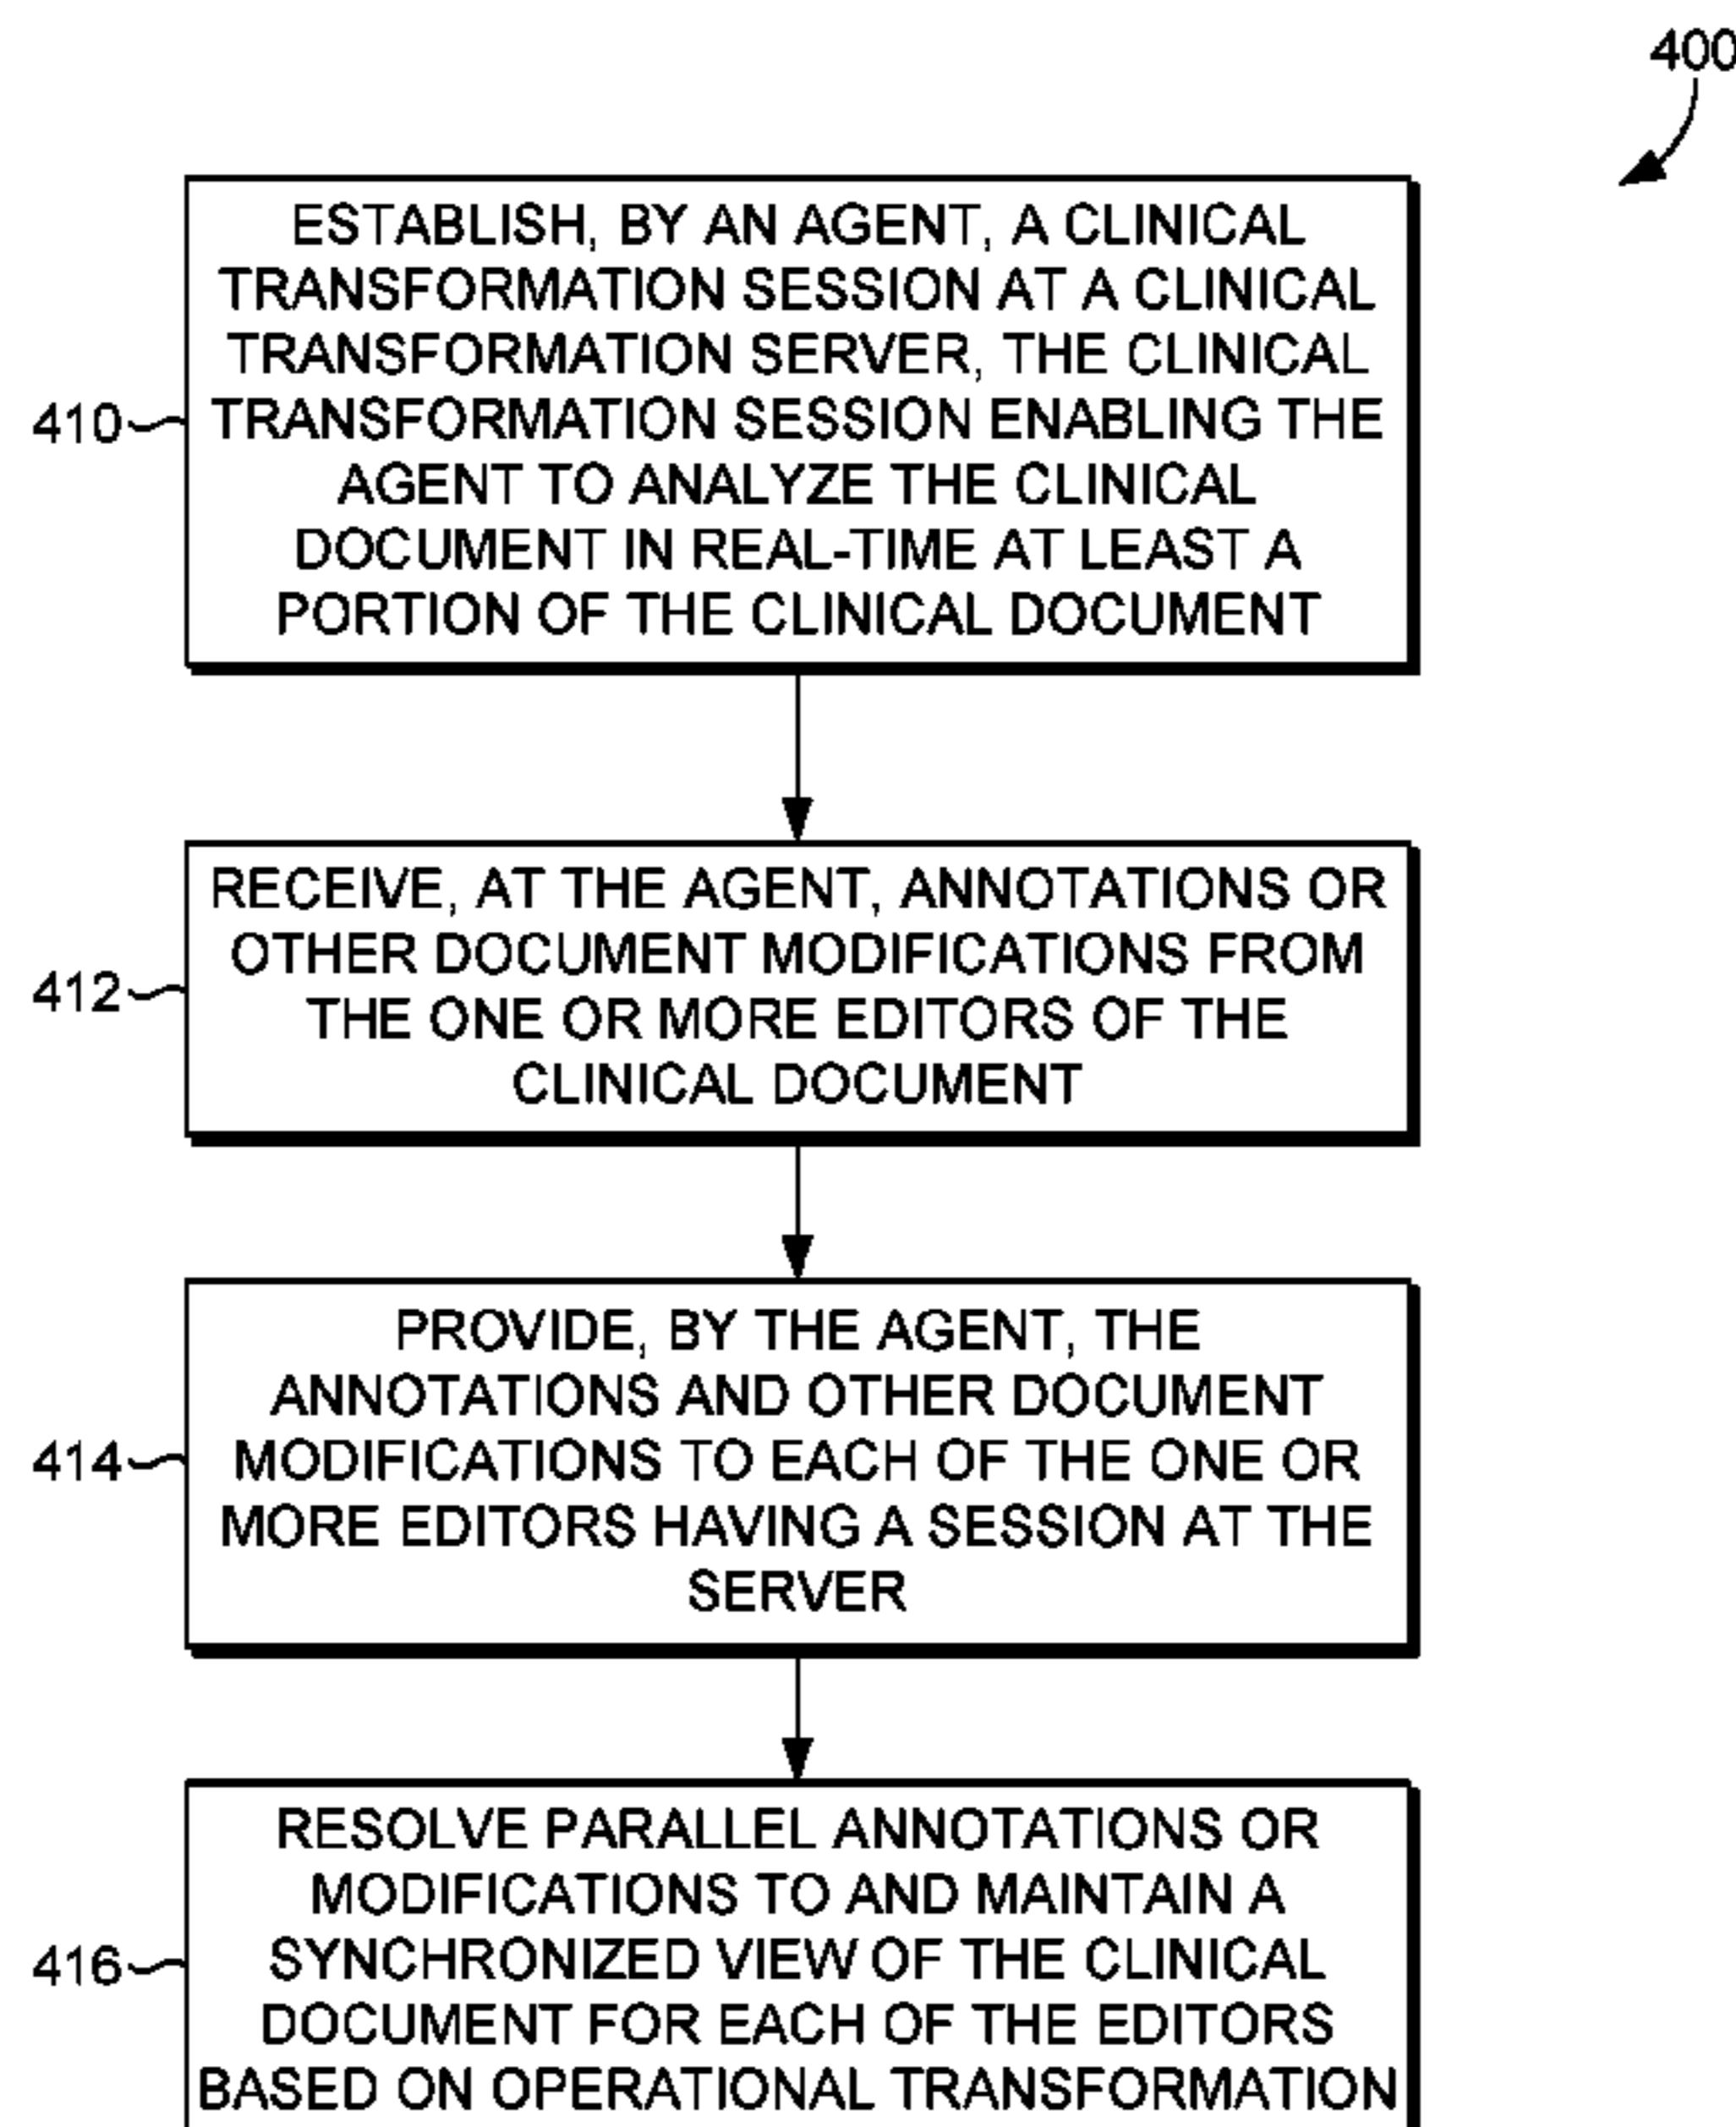 400
ESTABLISH, BY AN AGENT, A CLINICAL
TRANSFORMATION SESSION AT A CLINICAL
TRANSFORMATION SERVER, THE CLINICAL
410
TRANSFORMATION SESSION ENABLING THE
AGENT TO ANALYZE THE CLINICAL
DOCUMENT IN REAL-TIME AT LEAST A
PORTION OF THE CLINICAL DOCUMENT
RECEIVE, AT THE AGENT, ANNOTATIONS OR
OTHER DOCUMENT MODIFICATIONS FROM
412
THE ONE OR MORE EDITORS OF THE
CLINICAL DOCUMENT
PROVIDE, BY THE AGENT, THE
ANNOTATIONS AND OTHER DOCUMENT
414
MODIFICATIONS TO EACH OF THE ONE OR
MORE EDITORS HAVING A SESSION AT THE
SERVER
RESOLVE PARALLEL ANNOTATIONS OR
MODIFICATIONS TO AND MAINTAIN A
416
SYNCHRONIZED VIEW OF THE CLINICAL
DOCUMENT FOR EACH OF THE EDITORS
BASED ON OPERATIONAL TRANSFORMATION